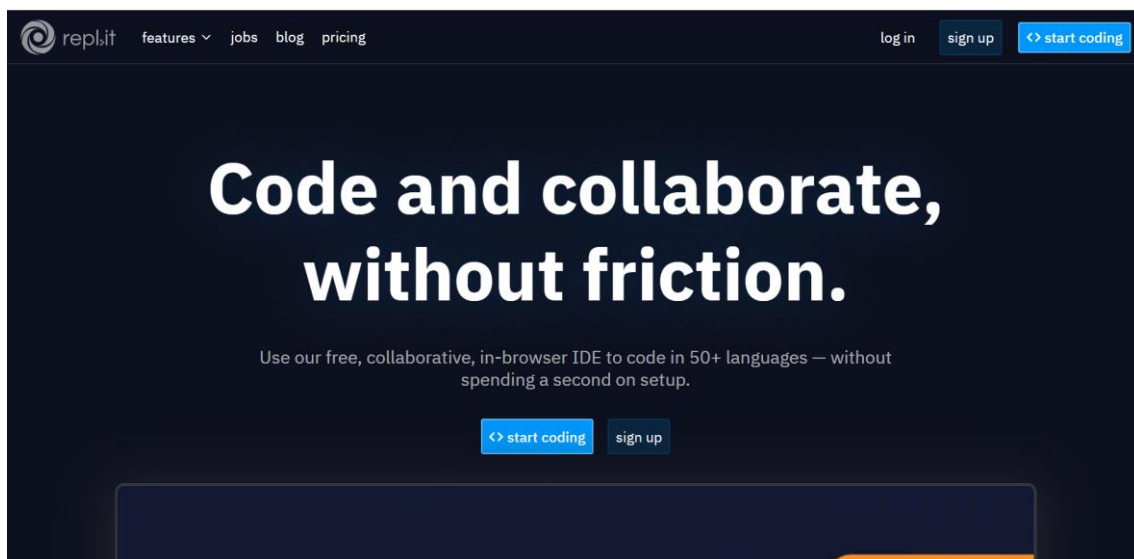 repl.it features jobs blog pricing log in sign up <> start coding
Code and collaborate,
without friction.
Use our free, collaborative, in-browser IDE to code in 50+ languages — without
spending a second on setup.
<> start coding sign up